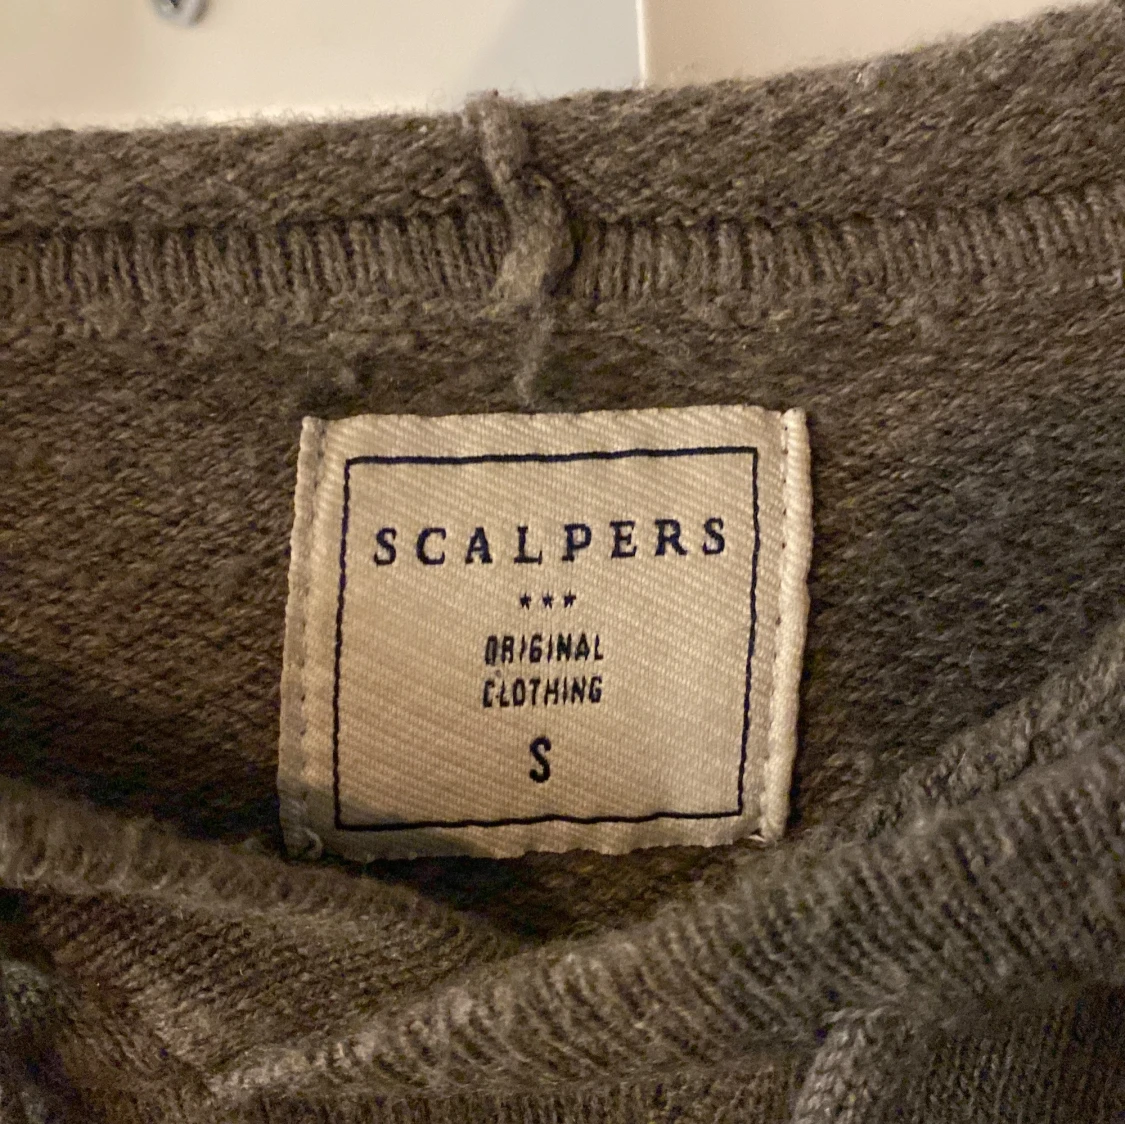 SCALPERS
***
ORIGINAL
CLOTHING
S